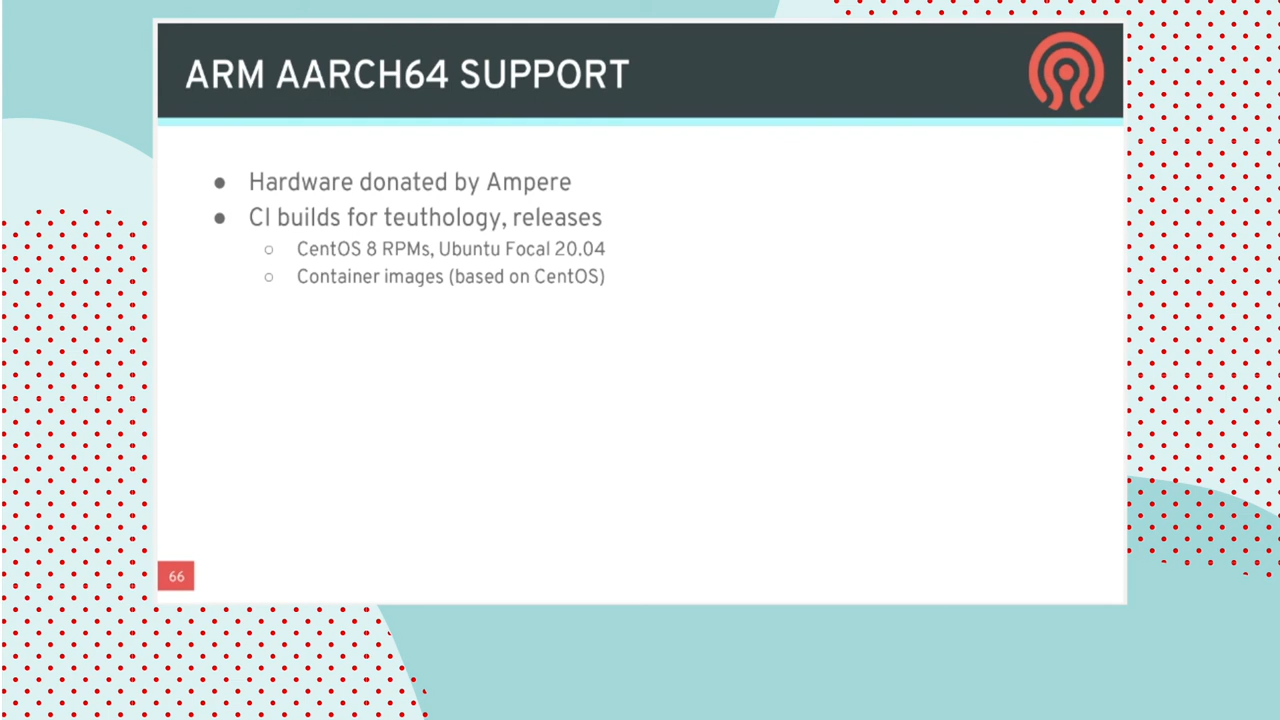 ARM AARCH64 SUPPORT
● Hardware donated by Ampere
● CI builds for teuthology, releases
○ CentOS 8 RPMs, Ubuntu Focal 20.04
○ Container images (based on CentOS)
66